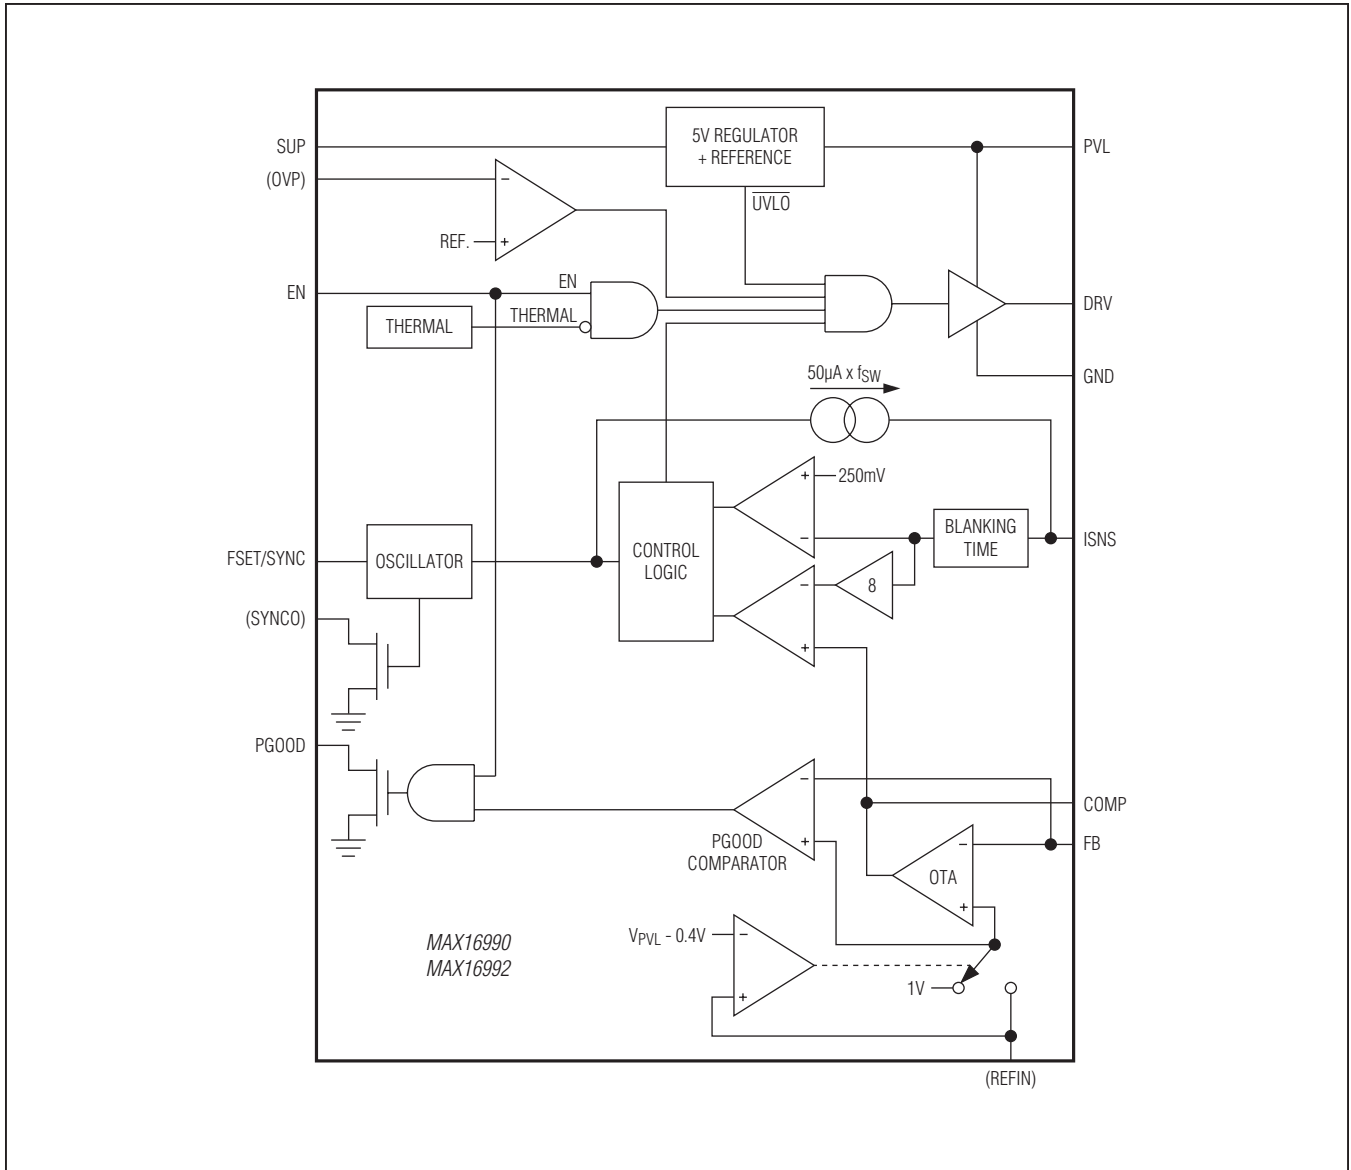 SUP
5V REGULATOR
+ REFERENCE
PVL
(OVP)
–
UVLO
REF.
+
EN
EN
DRV
THERMAL
THERMAL
GND
50µA x fSW
+
250mV
–
BLANKING
TIME
ISNS
FSET/SYNC
OSCILLATOR
CONTROL
LOGIC
–
8
(SYNCO)
+
PGOOD
–
COMP
PGOOD
COMPARATOR
+
–
FB
OTA
+
MAX16990
MAX16992
VPVL - 0.4V
–
1V
+
(REFIN)